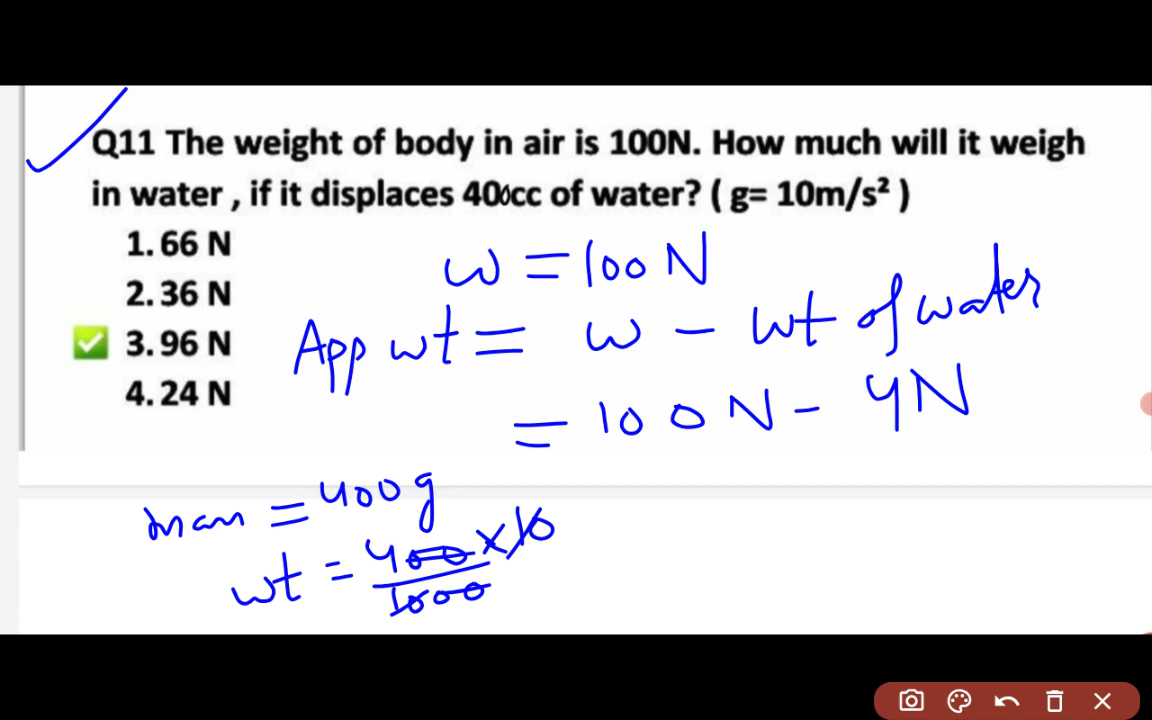 Q11 The weight of body in air is 100N. How much will it weigh
in water , if it displaces 400cc of water? ( g= 10m/s² )
1. 66 N
2. 36 N
3. 96 N
4. 24 N
w = 100 N
App wt = w - wt of water
= 100 N - 4N
mass = 400g
wt = 400/1000 × 10